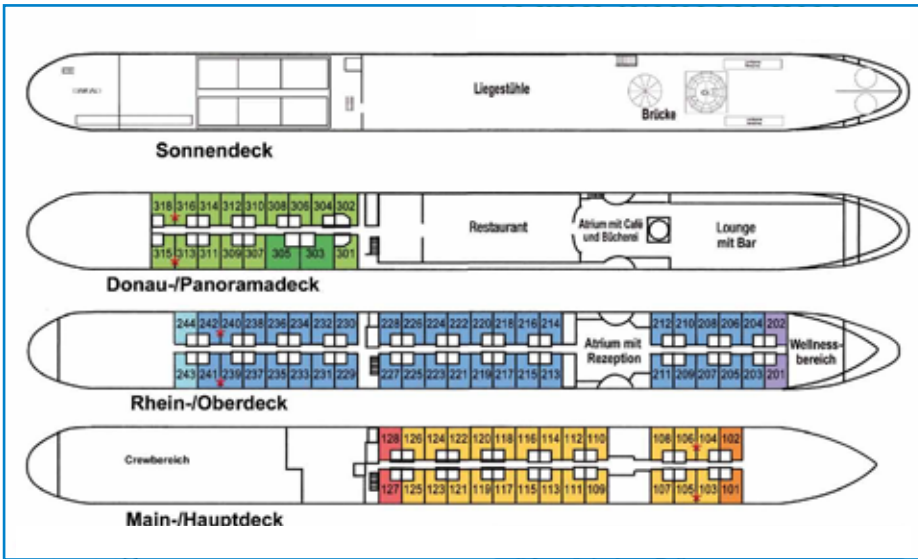 Liegestühle
Brücke
Sonnendeck
318 316 314 312 310 308 306 304 302
Restaurant
Atrium mit Café
und Bücherei
Lounge
mit Bar
315 313 311 309 307 305 303 301
Donau-/Panoramadeck
244 242 240 238 236 234 232 230 228 226 224 222 220 218 216 214 212 210 208 206 204 202
Atrium mit
Rezeption
Wellness-
bereich
243 241 239 237 235 233 231 229 227 225 223 221 219 217 215 213 211 209 207 205 203 201
Rhein-/Oberdeck
128 126 124 122 120 118 116 114 112 110 108 106 104 102
Crewbereich
127 125 123 121 119 117 115 113 111 109 107 105 103 101
Main-/Hauptdeck